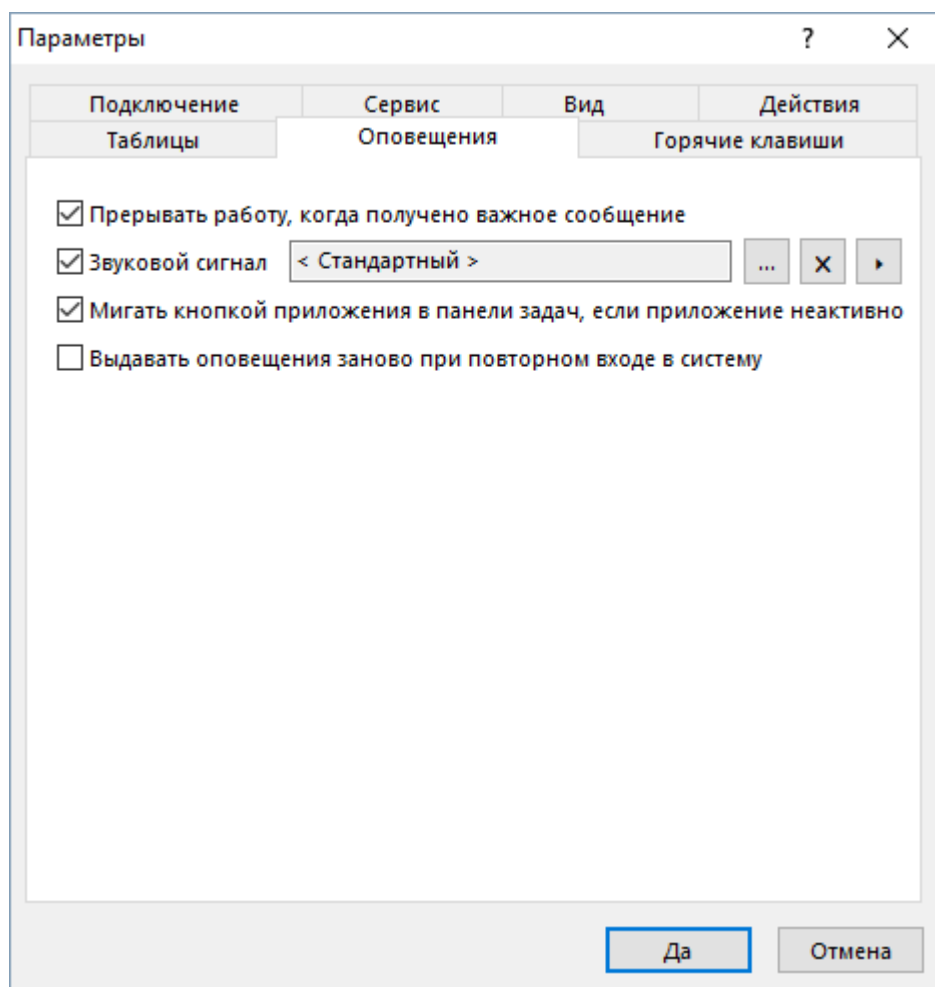 Параметры ?
Подключение Сервис Вид Действия
Таблицы Оповещения Горячие клавиши
Прерывать работу, когда получено важное сообщение
Звуковой сигнал < Стандартный > ...
Мигать кнопкой приложения в панели задач, если приложение неактивно
Выдавать оповещения заново при повторном входе в систему
Да Отмена